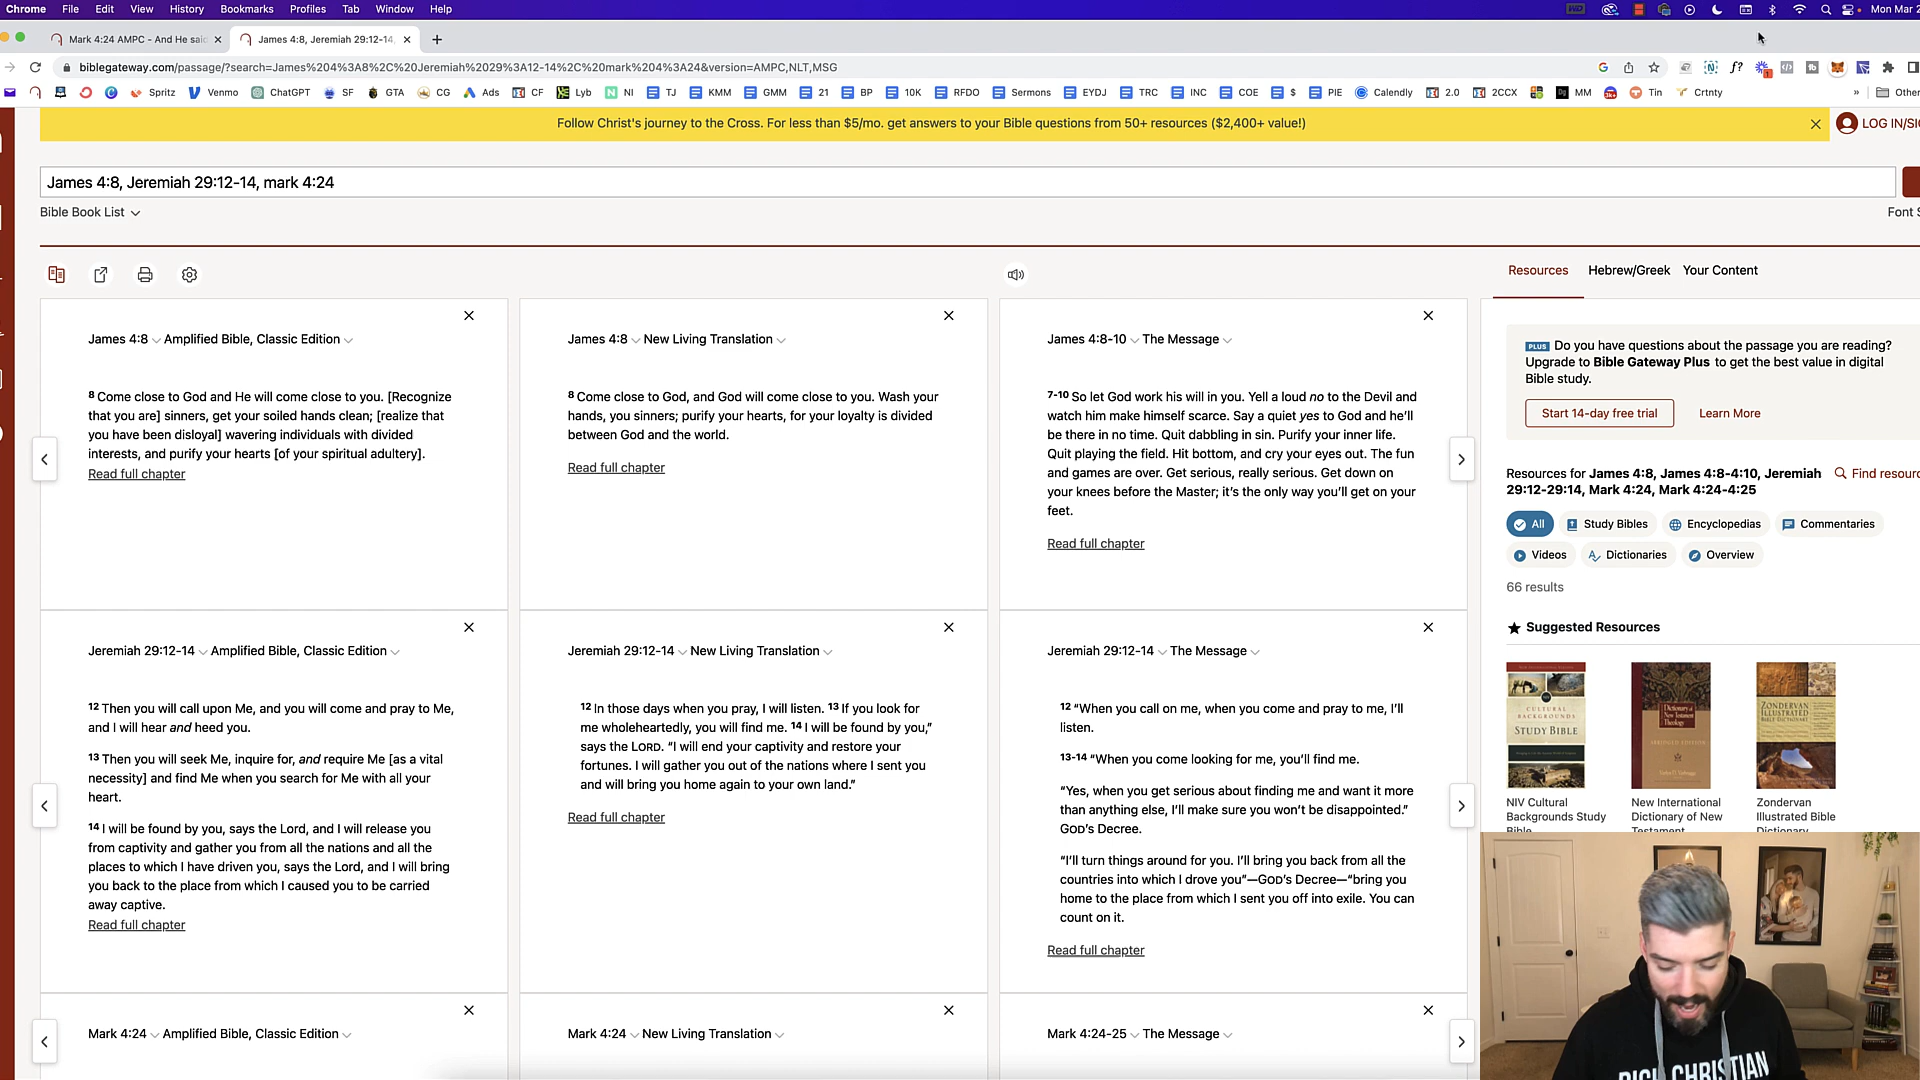 Chrome File Edit View History Bookmarks Profiles Tab Window Help
Mon Mar
Mark 4:24 AMPC - And He said
James 4:8, Jeremiah 29:12-14,
biblegateway.com/passage/?search=James%204%3A8%2C%20Jeremiah%2029%3A12-14%2C%20mark%204%3A24&version=AMPC,NLT,MSG
Spritz Venmo ChatGPT SF GTA CG Ads CF Lyb NI TJ KMM GMM 21 BP 10K RFDO Sermons EYDJ TRC INC COE $ PIE Calendly 2.0 2CCX MM Tin Crtnty » Other
Follow Christ's journey to the Cross. For less than $5/mo. get answers to your Bible questions from 50+ resources ($2,400+ value!)
LOG IN/SI
James 4:8, Jeremiah 29:12-14, mark 4:24
Bible Book List
Font S
Resources Hebrew/Greek Your Content
James 4:8 Amplified Bible, Classic Edition
8 Come close to God and He will come close to you. [Recognize
that you are] sinners, get your soiled hands clean; [realize that
you have been disloyal] wavering individuals with divided
interests, and purify your hearts [of your spiritual adultery].
Read full chapter
James 4:8 New Living Translation
8 Come close to God, and God will come close to you. Wash your
hands, you sinners; purify your hearts, for your loyalty is divided
between God and the world.
Read full chapter
James 4:8-10 The Message
7-10 So let God work his will in you. Yell a loud no to the Devil and
watch him make himself scarce. Say a quiet yes to God and he'll
be there in no time. Quit dabbling in sin. Purify your inner life.
Quit playing the field. Hit bottom, and cry your eyes out. The fun
and games are over. Get serious, really serious. Get down on
your knees before the Master; it's the only way you'll get on your
feet.
Read full chapter
PLUS Do you have questions about the passage you are reading?
Upgrade to Bible Gateway Plus to get the best value in digital
Bible study.
Start 14-day free trial Learn More
Resources for James 4:8, James 4:8-4:10, Jeremiah
29:12-29:14, Mark 4:24, Mark 4:24-4:25
Find resourc
All Study Bibles Encyclopedias Commentaries
Videos Dictionaries Overview
66 results
Suggested Resources
CULTURAL
BACKGROUNDS
STUDY BIBLE
Dictionary of
New Testament
Theology
ZONDERVAN
ILLUSTRATED
BIBLE DICTIONARY
NIV Cultural
Backgrounds Study
Bible
New International
Dictionary of New
Testament
Zondervan
Illustrated Bible
Dictionary
Jeremiah 29:12-14 Amplified Bible, Classic Edition
12 Then you will call upon Me, and you will come and pray to Me,
and I will hear and heed you.
13 Then you will seek Me, inquire for, and require Me [as a vital
necessity] and find Me when you search for Me with all your
heart.
14 I will be found by you, says the Lord, and I will release you
from captivity and gather you from all the nations and all the
places to which I have driven you, says the Lord, and I will bring
you back to the place from which I caused you to be carried
away captive.
Read full chapter
Jeremiah 29:12-14 New Living Translation
12 In those days when you pray, I will listen. 13 If you look for
me wholeheartedly, you will find me. 14 I will be found by you,”
says the LORD. “I will end your captivity and restore your
fortunes. I will gather you out of the nations where I sent you
and will bring you home again to your own land.”
Read full chapter
Jeremiah 29:12-14 The Message
12 “When you call on me, when you come and pray to me, I'll
listen.
13-14 “When you come looking for me, you'll find me.
“Yes, when you get serious about finding me and want it more
than anything else, I'll make sure you won't be disappointed.”
GOD's Decree.
“I'll turn things around for you. I'll bring you back from all the
countries into which I drove you”—GOD's Decree—“bring you
home to the place from which I sent you off into exile. You can
count on it.
Read full chapter
Mark 4:24 Amplified Bible, Classic Edition
Mark 4:24 New Living Translation
Mark 4:24-25 The Message
RICH CHRISTIAN